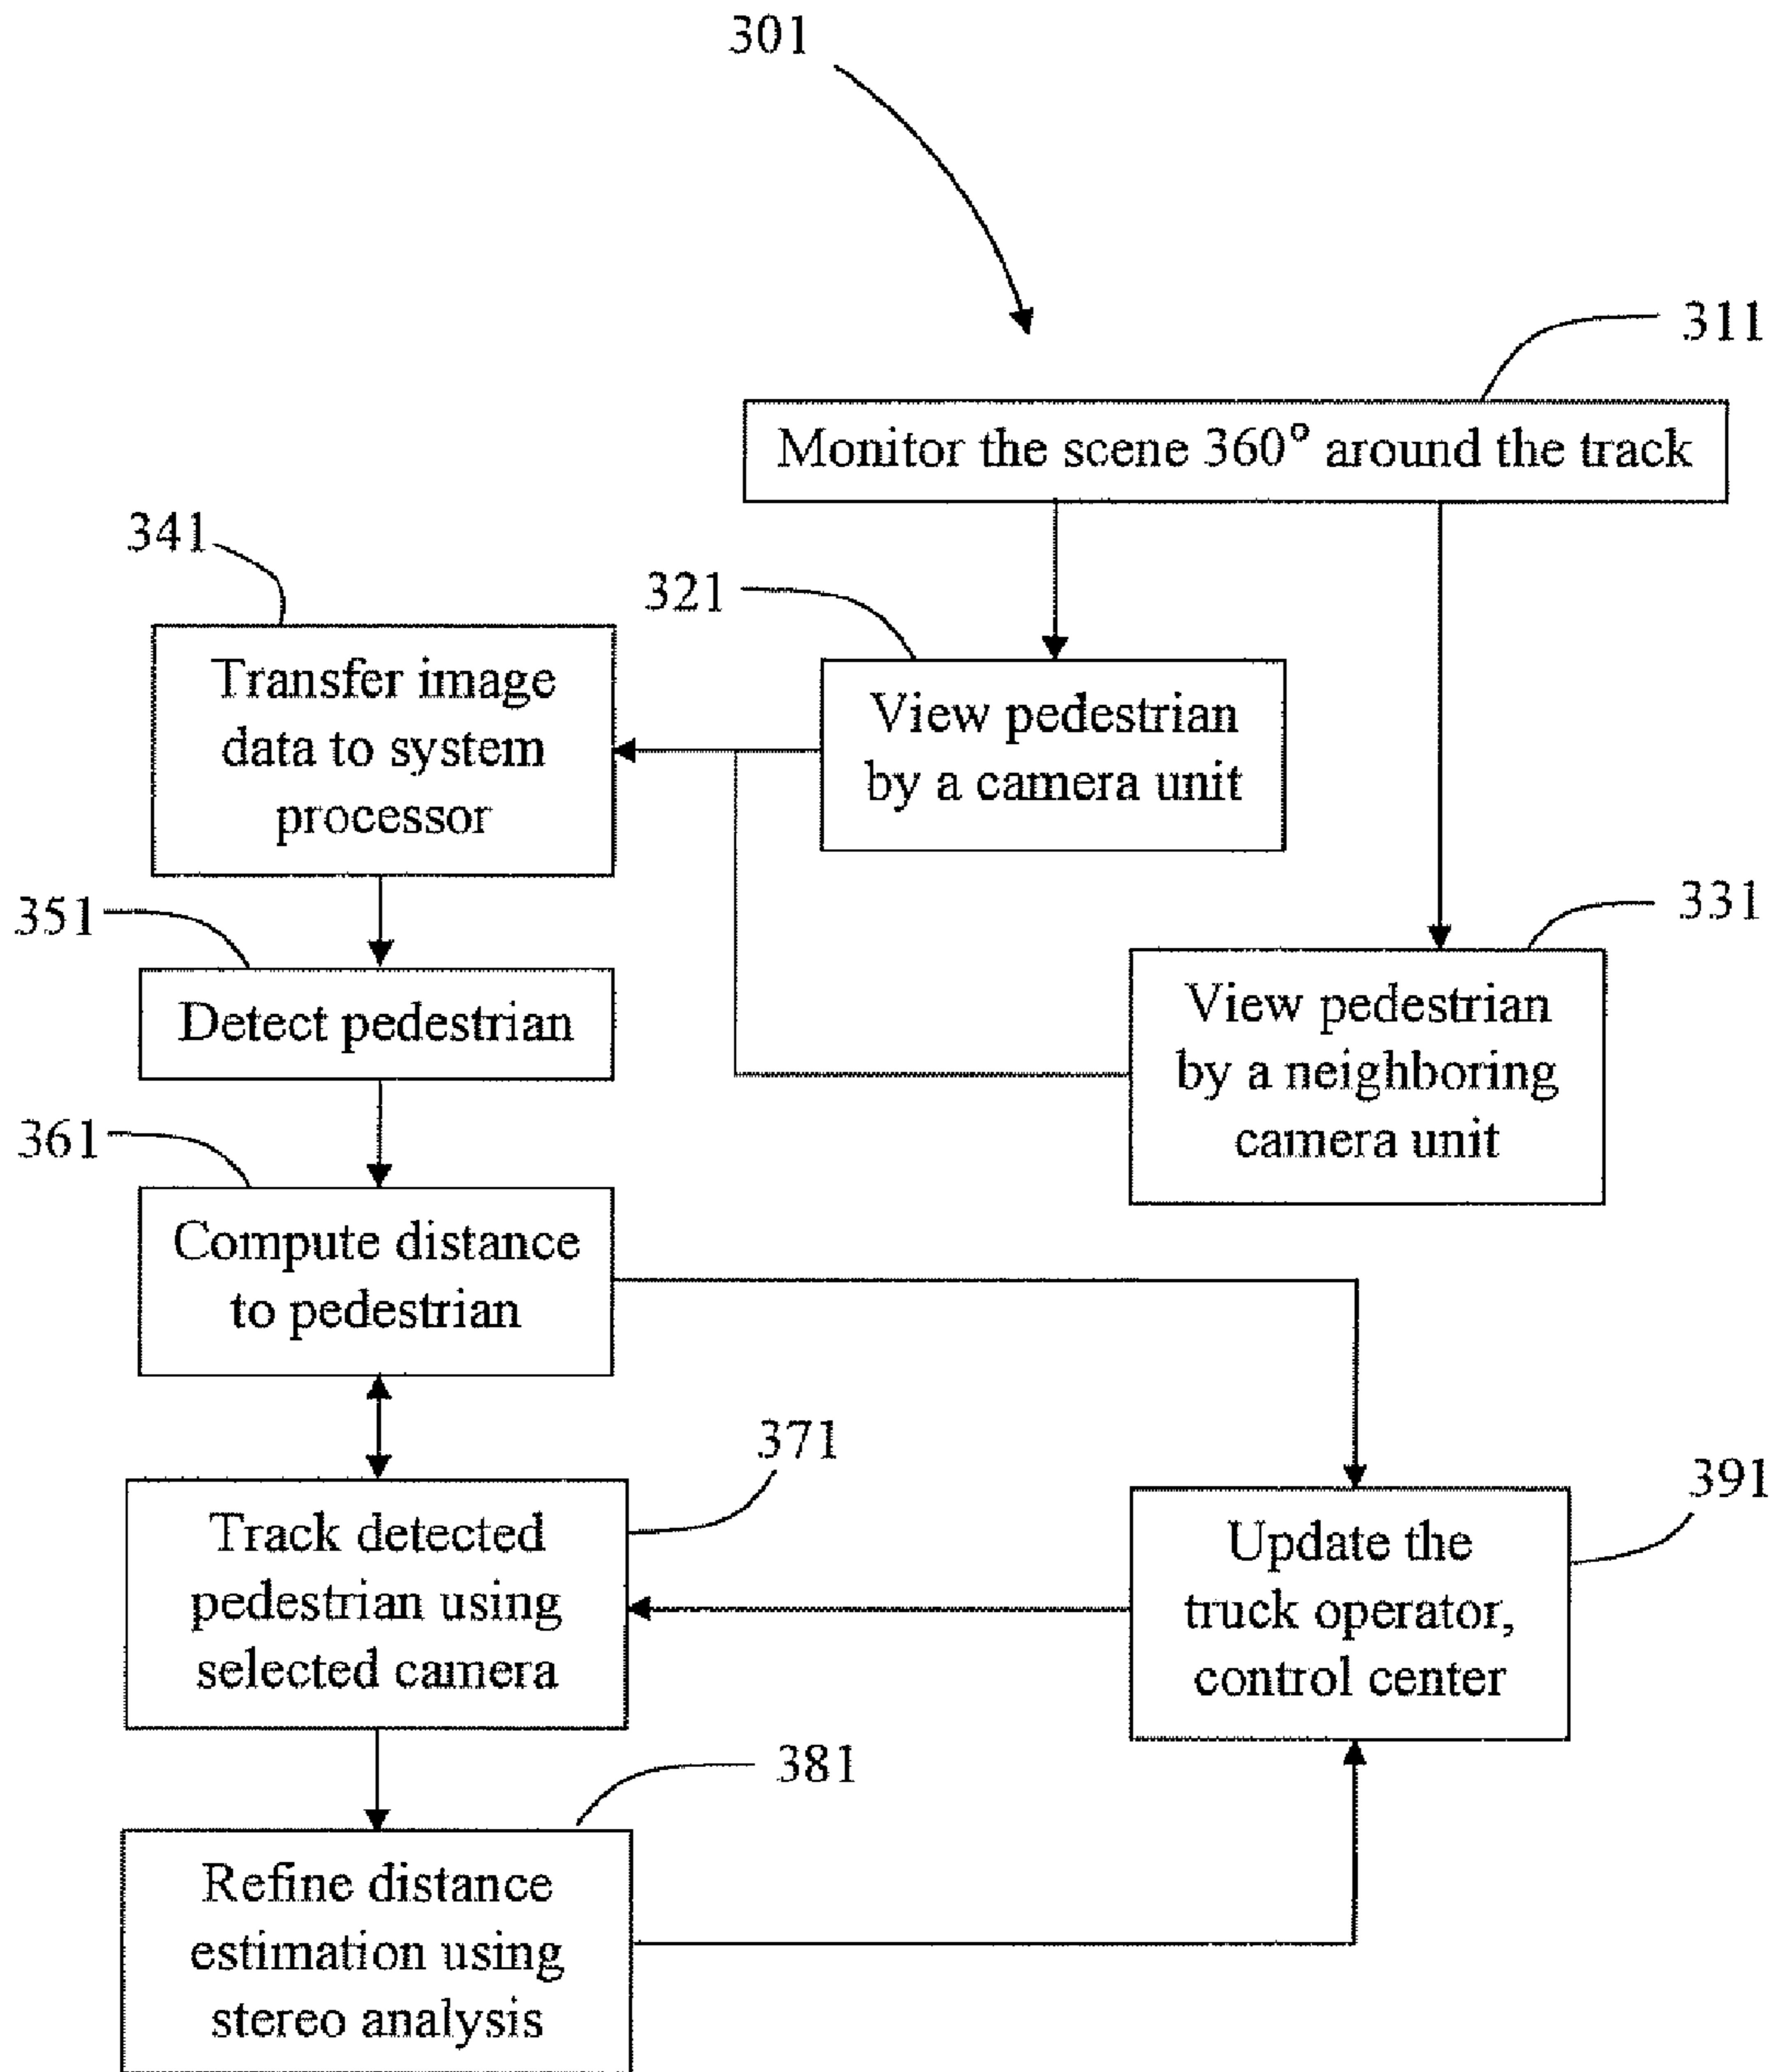 301
311
Monitor the scene 360° around the track
341
321
Transfer image
data to system
processor
View pedestrian
by a camera unit
351
331
Detect pedestrian
View pedestrian
by a neighboring
camera unit
361
Compute distance
to pedestrian
371
391
Track detected
pedestrian using
selected camera
Update the
truck operator,
control center
381
Refine distance
estimation using
stereo analysis